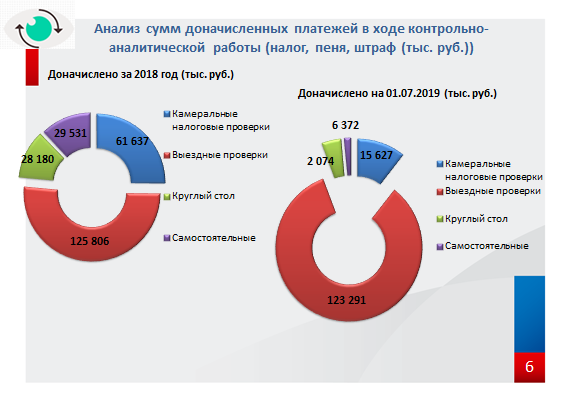 Анализ сумм доначисленных платежей в ходе контрольно-
аналитической работы (налог, пеня, штраф (тыс. руб.))
Доначислено за 2018 год (тыс. руб.)
29 531
61 637
28 180
125 806
Камеральные
налоговые проверки
Выездные проверки
Круглый стол
Самостоятельные
Доначислено на 01.07.2019 (тыс. руб.)
6 372
2 074
15 627
123 291
Камеральные
налоговые проверки
Выездные проверки
Круглый стол
Самостоятельные
6